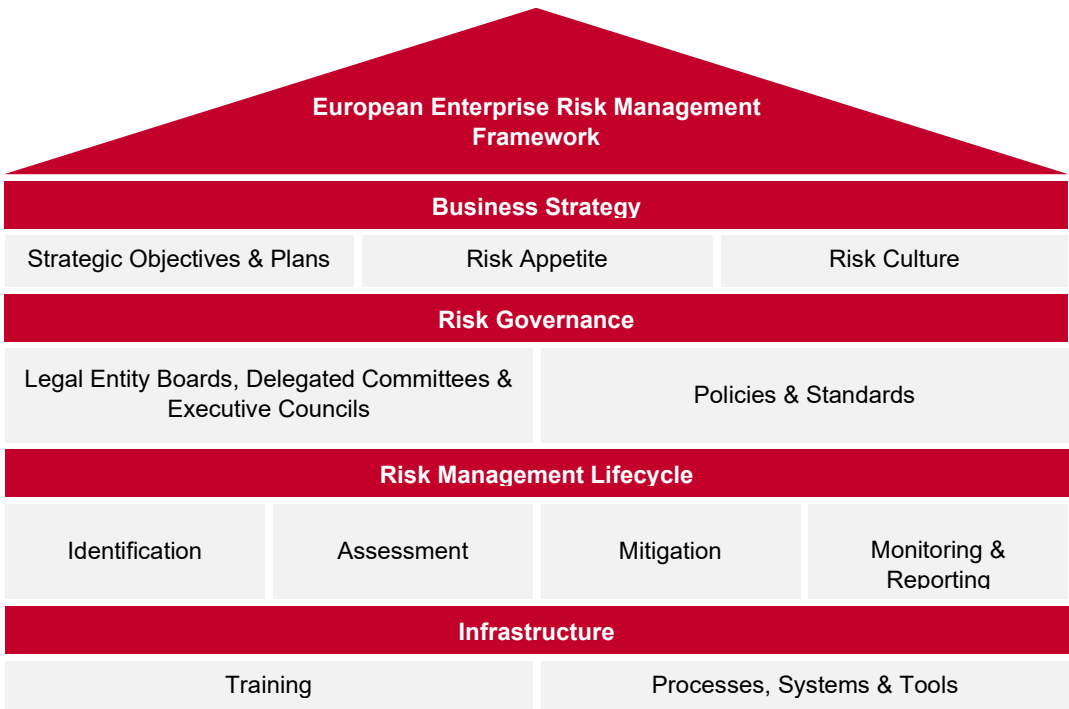 European Enterprise Risk Management
Framework
Business Strategy
Strategic Objectives & Plans
Risk Appetite
Risk Culture
Risk Governance
Legal Entity Boards, Delegated Committees &
Executive Councils
Policies & Standards
Risk Management Lifecycle
Identification
Assessment
Mitigation
Monitoring &
Reporting
Infrastructure
Training
Processes, Systems & Tools